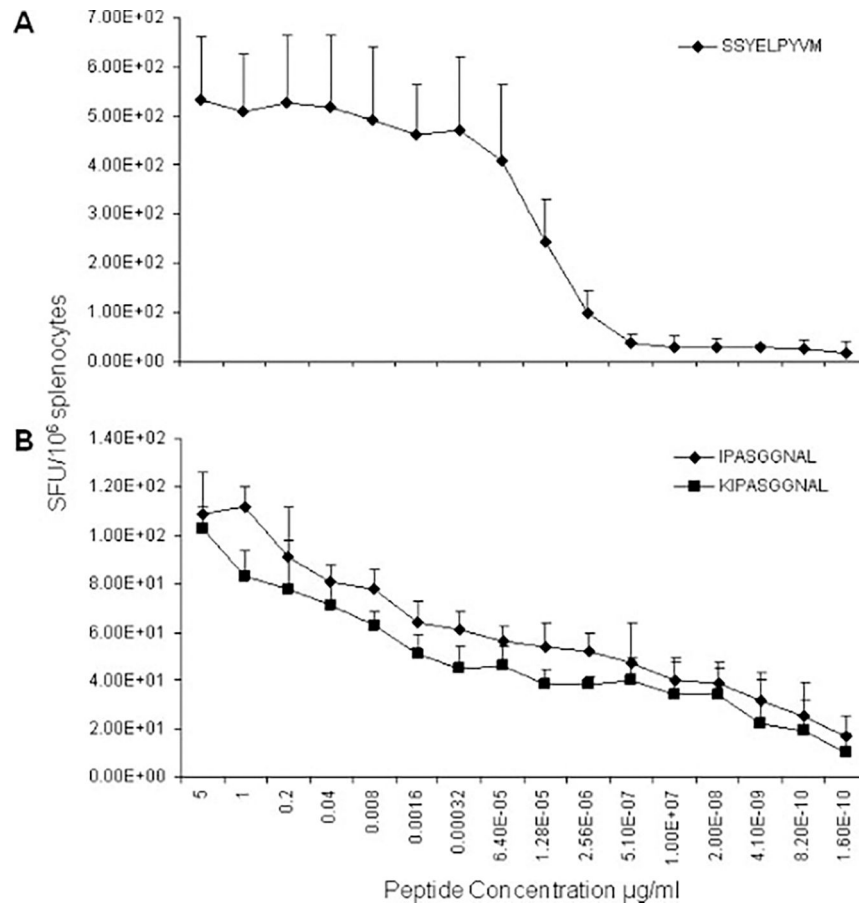 A
7.00E+02
6.00E+02
5.00E+02
4.00E+02
3.00E+02
2.00E+02
1.00E+02
0.00E+00
SSYELPYVM
SFU/10⁶ splenocytes
B
1.40E+02
1.20E+02
1.00E+02
8.00E+01
6.00E+01
4.00E+01
2.00E+01
0.00E+00
IPASGGNAL
KIPASGGNAL
5
1
0.2
0.04
0.008
0.0016
0.00032
6.40E-05
1.28E-05
2.56E-06
5.10E-07
1.00E+07
2.00E-08
4.10E-09
8.20E-10
1.60E-10
Peptide Concentration µg/ml